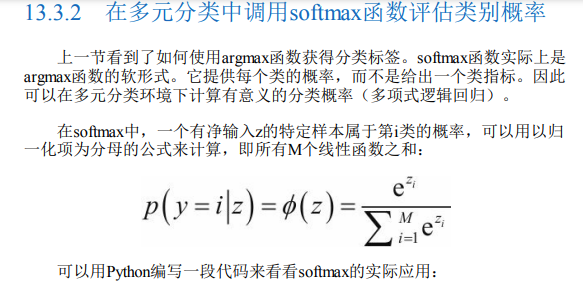 13.3.2 在多元分类中调用softmax函数评估类别概率
上一节看到了如何使用argmax函数获得分类标签。softmax函数实际上是
argmax函数的软形式。它提供每个类的概率，而不是给出一个类指标。因此
可以在多元分类环境下计算有意义的分类概率（多项式逻辑回归）。
在softmax中，一个有净输入z的特定样本属于第i类的概率，可以用以归
一化项为分母的公式来计算，即所有M个线性函数之和：
p(y=i|z)=ϕ(z)=e^{z_i}/∑_{i=1}^{M}e^{z_i}
可以用Python编写一段代码来看看softmax的实际应用：